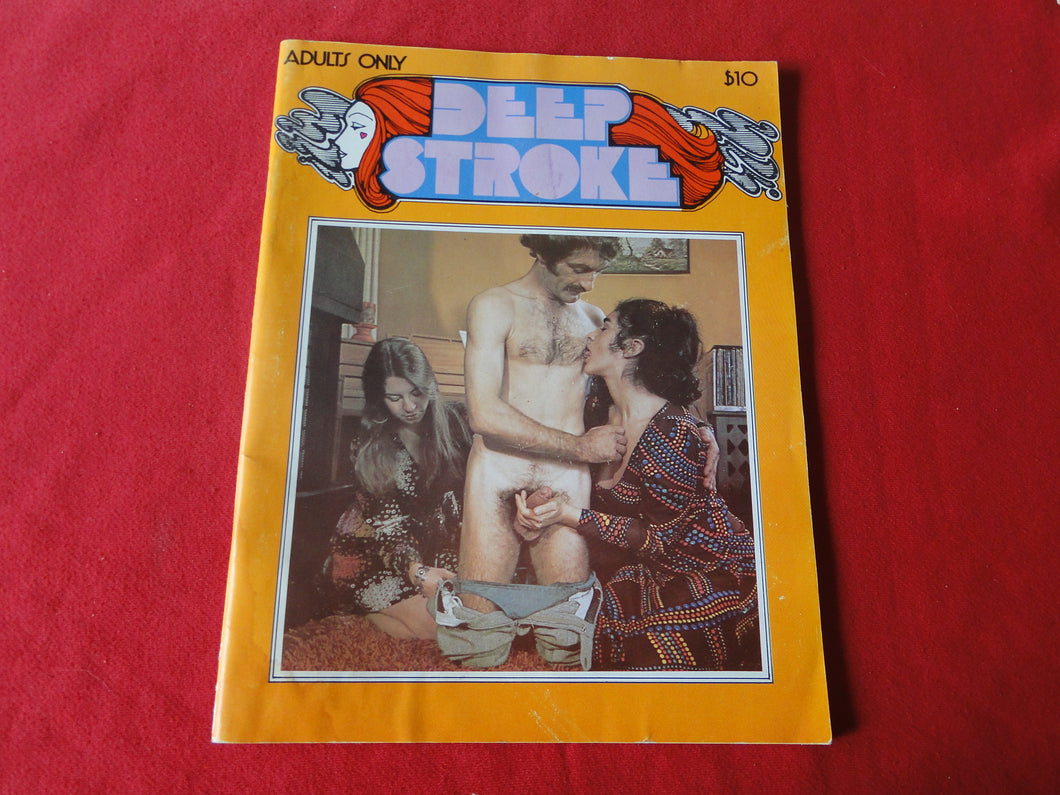 ADULTS ONLY
$10
DEEP
STROKE